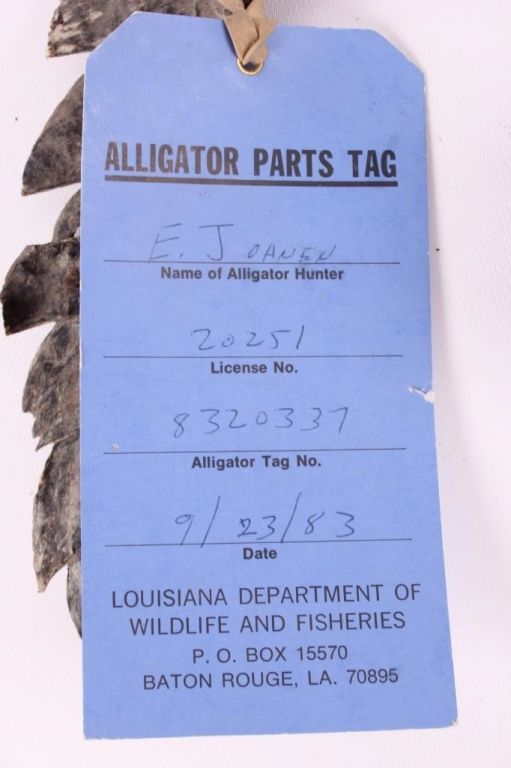 ALLIGATOR PARTS TAG
E. JOANEN
Name of Alligator Hunter
20251
License No.
8320337
Alligator Tag No.
9/23/83
Date
LOUISIANA DEPARTMENT OF
WILDLIFE AND FISHERIES
P. O. BOX 15570
BATON ROUGE, LA. 70895